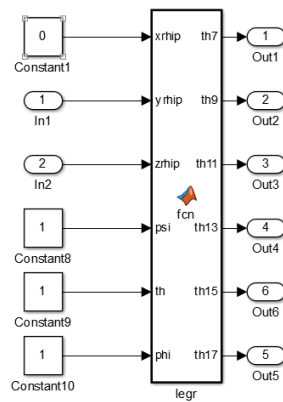 0
Constant1
1
In1
2
In2
1
Constant8
1
Constant9
1
Constant10
xrhip
yrhip
zrhip
psi
th
phi
fcn
th7
th9
th11
th13
th15
th17
legr
1
Out1
2
Out2
3
Out3
4
Out4
6
Out6
5
Out5